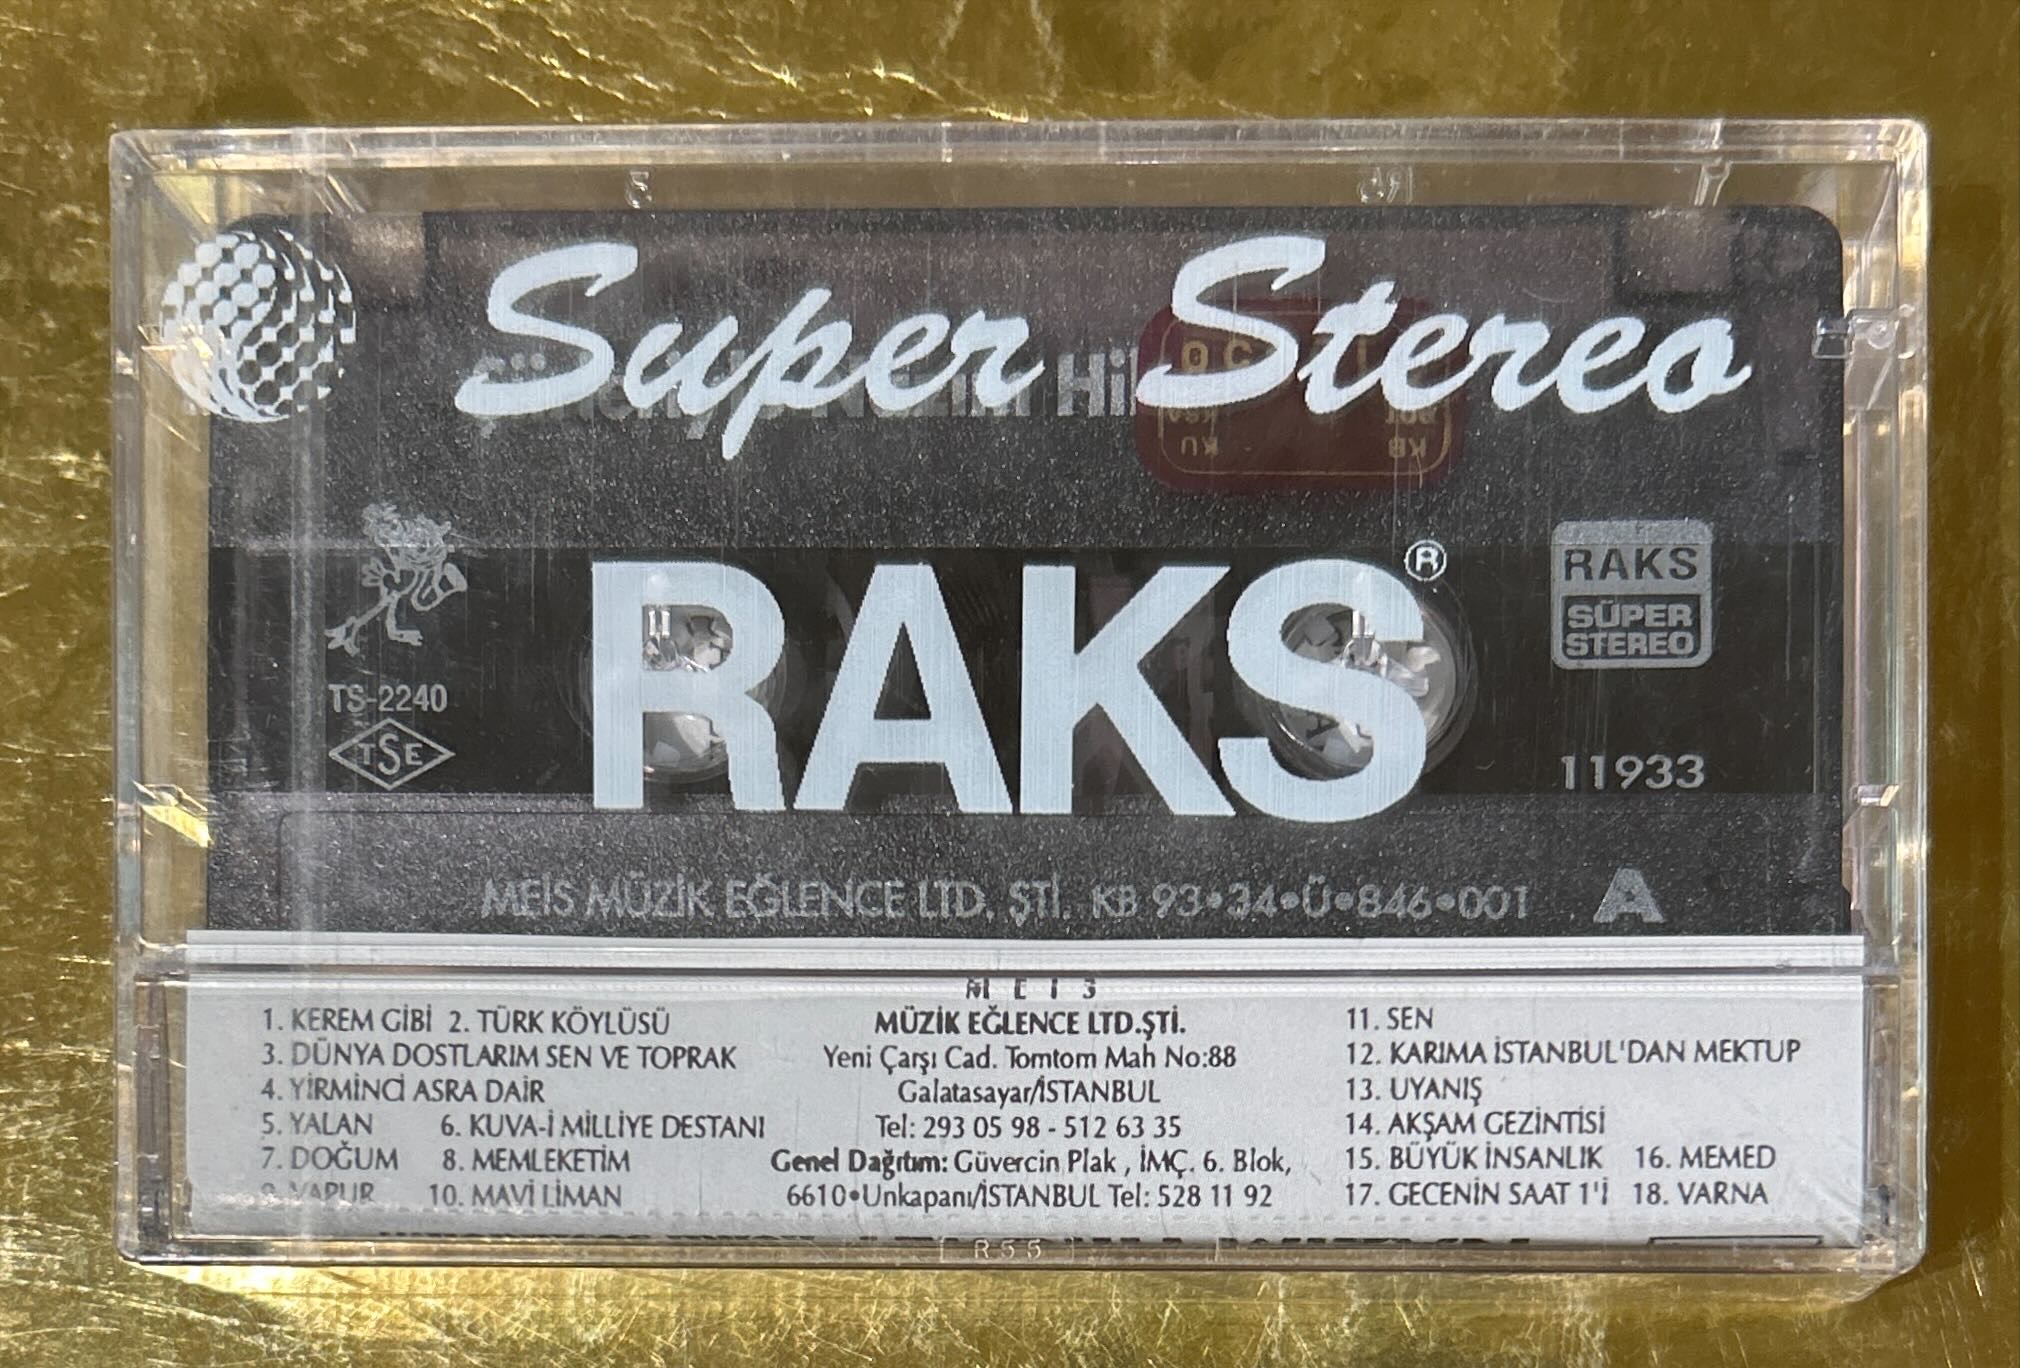 Super Stereo
RAKS®
RAKS
SÜPER
STEREO
TS-2240
TSE
11933
MEİS MÜZİK EĞLENCE LTD. ŞTİ. KB 93•34•Ü•846•001 A
MEIS
1. KEREM GİBİ 2. TÜRK KÖYLÜSÜ
3. DÜNYA DOSTLARIM SEN VE TOPRAK
4. YİRMİNCİ ASRA DAİR
5. YALAN 6. KUVA-İ MİLLİYE DESTANI
7. DOĞUM 8. MEMLEKETİM
9. VAPUR 10. MAVİ LİMAN
MÜZİK EĞLENCE LTD.ŞTİ.
Yeni Çarşı Cad. Tomtom Mah No:88
Galatasayar/İSTANBUL
Tel: 293 05 98 - 512 63 35
Genel Dağıtım: Güvercin Plak , İMÇ. 6. Blok,
6610•Unkapanı/İSTANBUL Tel: 528 11 92
11. SEN
12. KARIMA İSTANBUL'DAN MEKTUP
13. UYANIŞ
14. AKŞAM GEZİNTİSİ
15. BÜYÜK İNSANLIK 16. MEMED
17. GECENİN SAAT 1'İ 18. VARNA
R55